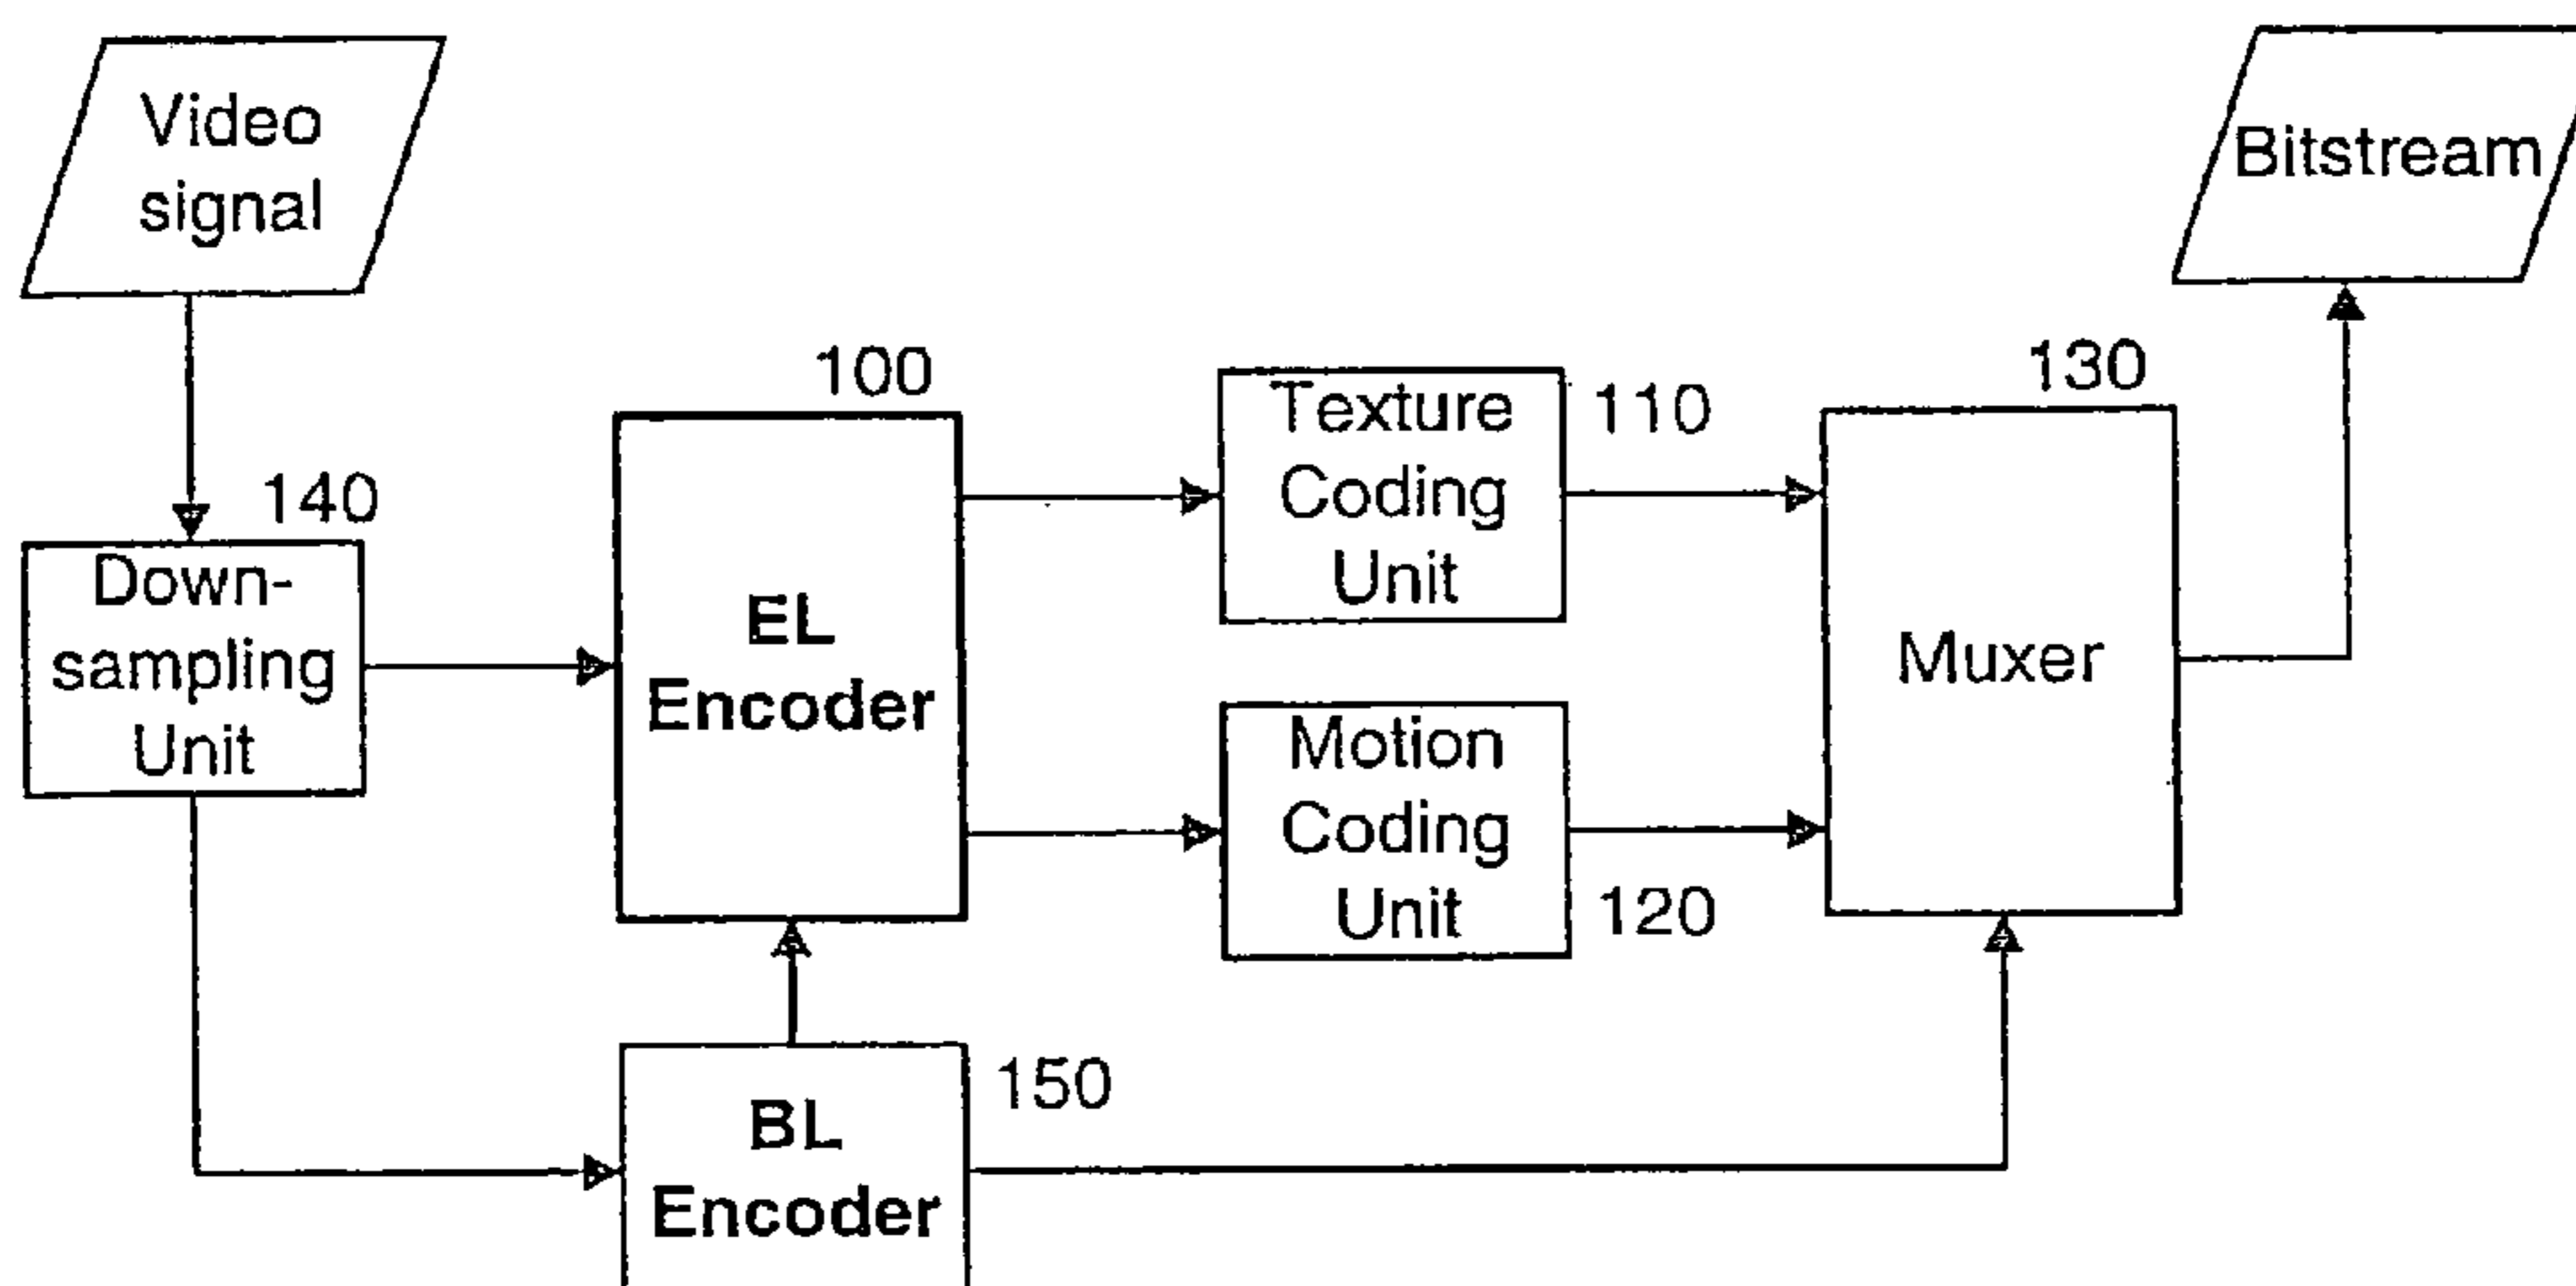 Video
signal
Bitstream
100
130
140
110
Texture
Coding
Unit
Down-
sampling
Unit
EL
Encoder
Muxer
Motion
Coding
Unit
120
150
BL
Encoder